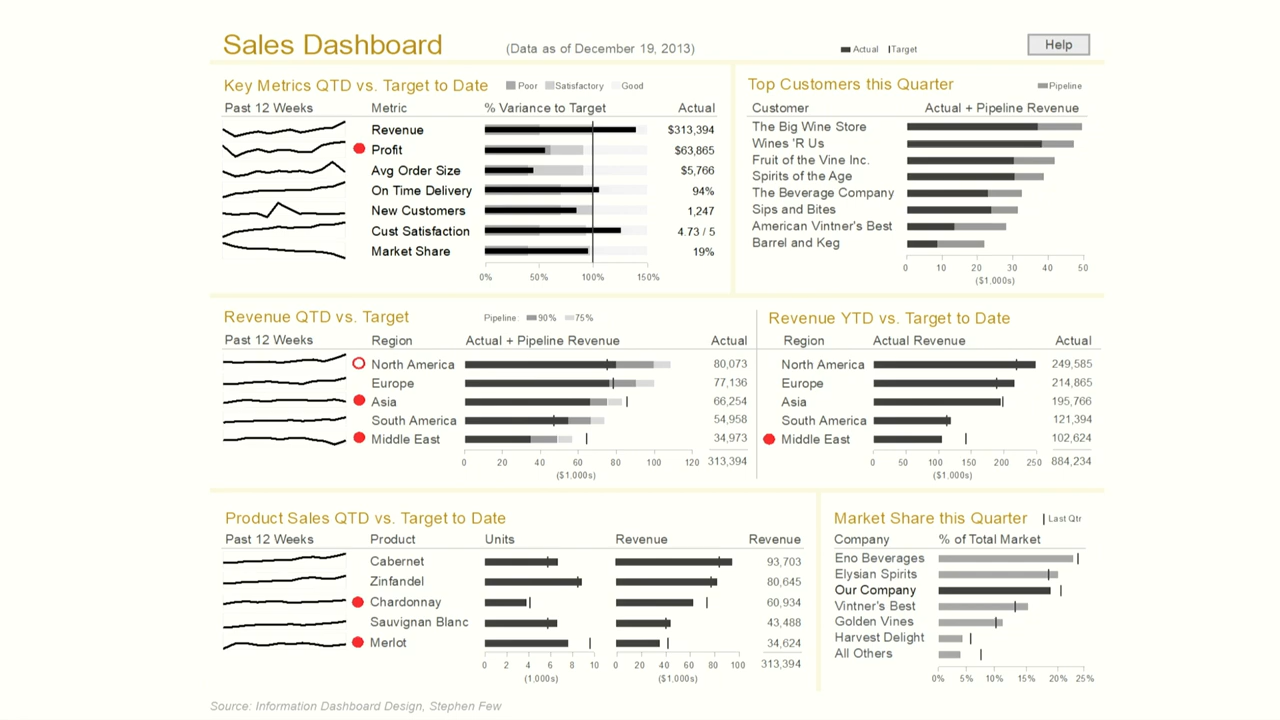 Sales Dashboard (Data as of December 19, 2013) Actual Target Help
Key Metrics QTD vs. Target to Date Poor Satisfactory Good
Past 12 Weeks Metric % Variance to Target Actual
Revenue $313,394
Profit $63,865
Avg Order Size $5,766
On Time Delivery 94%
New Customers 1,247
Cust Satisfaction 4.73 / 5
Market Share 19%
0% 50% 100% 150%
Top Customers this Quarter Pipeline
Customer Actual + Pipeline Revenue
The Big Wine Store
Wines 'R Us
Fruit of the Vine Inc.
Spirits of the Age
The Beverage Company
Sips and Bites
American Vintner's Best
Barrel and Keg
0 10 20 30 40 50
($1,000s)
Revenue QTD vs. Target Pipeline: 90% 75%
Past 12 Weeks Region Actual + Pipeline Revenue Actual
North America 80,073
Europe 77,136
Asia 66,254
South America 54,958
Middle East 34,973
0 20 40 60 80 100 120 313,394
($1,000s)
Revenue YTD vs. Target to Date
Region Actual Revenue Actual
North America 249,585
Europe 214,865
Asia 195,766
South America 121,394
Middle East 102,624
0 50 100 150 200 250 884,234
($1,000s)
Product Sales QTD vs. Target to Date
Past 12 Weeks Product Units Revenue Revenue
Cabernet 93,703
Zinfandel 80,645
Chardonnay 60,934
Sauvignan Blanc 43,488
Merlot 34,624
0 2 4 6 8 10 0 20 40 60 80 100 313,394
(1,000s) ($1,000s)
Market Share this Quarter Last Qtr
Company % of Total Market
Eno Beverages
Elysian Spirits
Our Company
Vintner's Best
Golden Vines
Harvest Delight
All Others
0% 5% 10% 15% 20% 25%
Source: Information Dashboard Design, Stephen Few